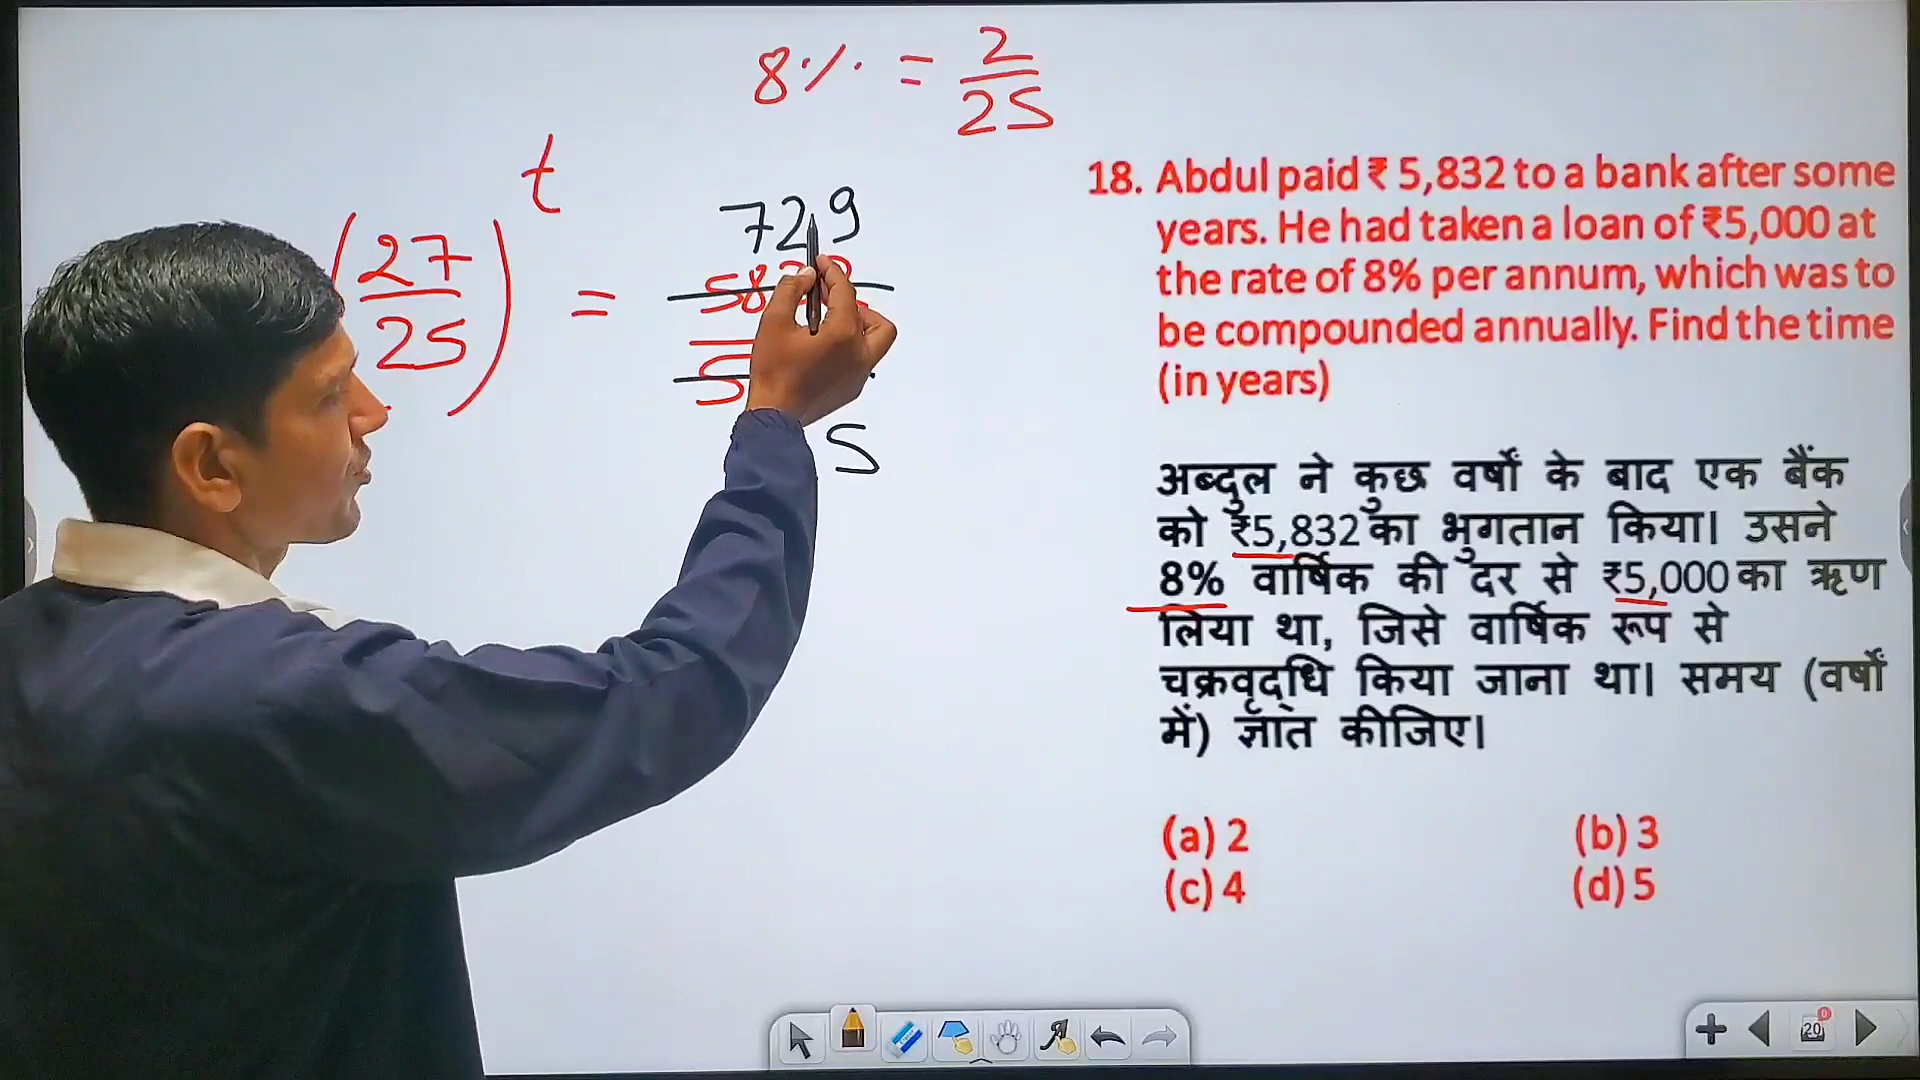 8% = 2/25
(27/25)^t = 729
5
18. Abdul paid ₹ 5,832 to a bank after some
years. He had taken a loan of ₹5,000 at
the rate of 8% per annum, which was to
be compounded annually. Find the time
(in years)
अब्दुल ने कुछ वर्षों के बाद एक बैंक
को ₹5,832 का भुगतान किया। उसने
8% वार्षिक की दर से ₹5,000 का ऋण
लिया था, जिसे वार्षिक रूप से
चक्रवृद्धि किया जाना था। समय (वर्षों
में) ज्ञात कीजिए।
(a) 2 (b) 3
(c) 4 (d) 5
20 0